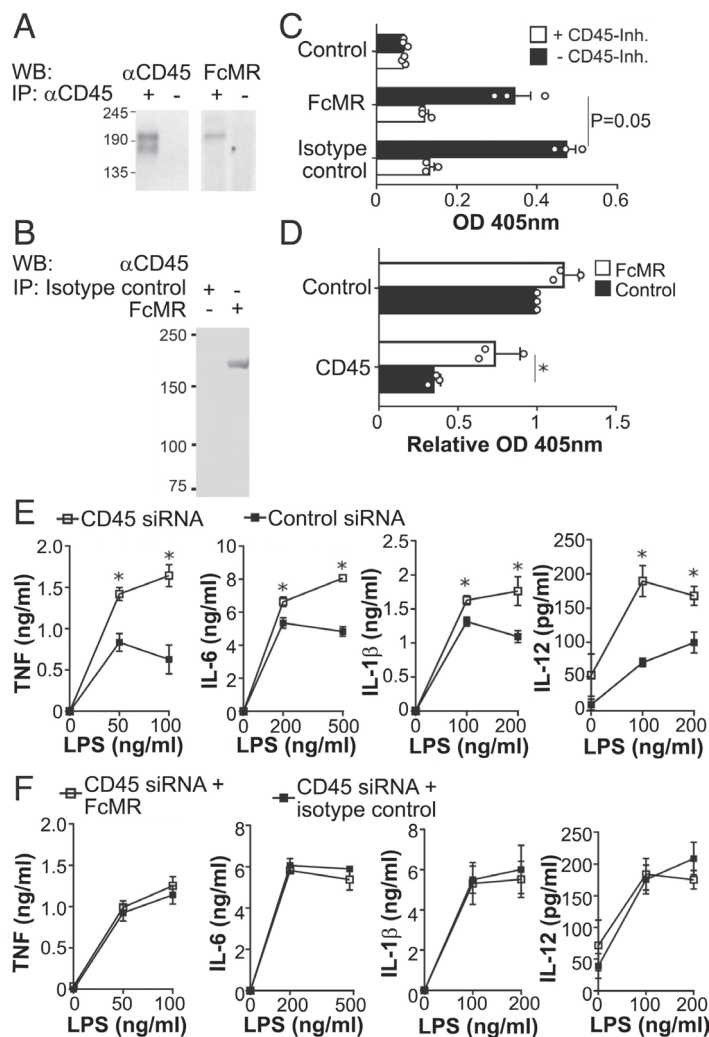 A
WB: αCD45 FcMR
IP: αCD45 + - + -
245
190
135
B
WB: αCD45
IP: Isotype control + -
FcMR - +
250
150
100
75
C
+ CD45-Inh.
- CD45-Inh.
Control
FcMR
Isotype
control
P=0.05
0 0.2 0.4 0.6
OD 405nm
D
FcMR
Control
Control
CD45
*
0 0.5 1 1.5
Relative OD 405nm
E
CD45 siRNA Control siRNA
TNF (ng/ml)
2.0
1.5
1.0
0.5
0
* *
0 50 100
LPS (ng/ml)
IL-6 (ng/ml)
10
8
6
4
2
0
* *
0 200 500
LPS (ng/ml)
IL-1β (ng/ml)
2.5
2
1.5
1
0.5
0
* *
0 100 200
LPS (ng/ml)
IL-12 (pg/ml)
250
200
150
100
50
0
* *
0 100 200
LPS (ng/ml)
F
CD45 siRNA +
FcMR
CD45 siRNA +
isotype control
TNF (ng/ml)
2.0
1.5
1.0
0.5
0
0 50 100
LPS (ng/ml)
IL-6 (ng/ml)
8
6
4
2
0
0 200 500
LPS (ng/ml)
IL-1β (ng/ml)
8
6
4
2
0
0 100 200
LPS (ng/ml)
IL-12 (pg/ml)
250
200
150
100
50
0
0 100 200
LPS (ng/ml)